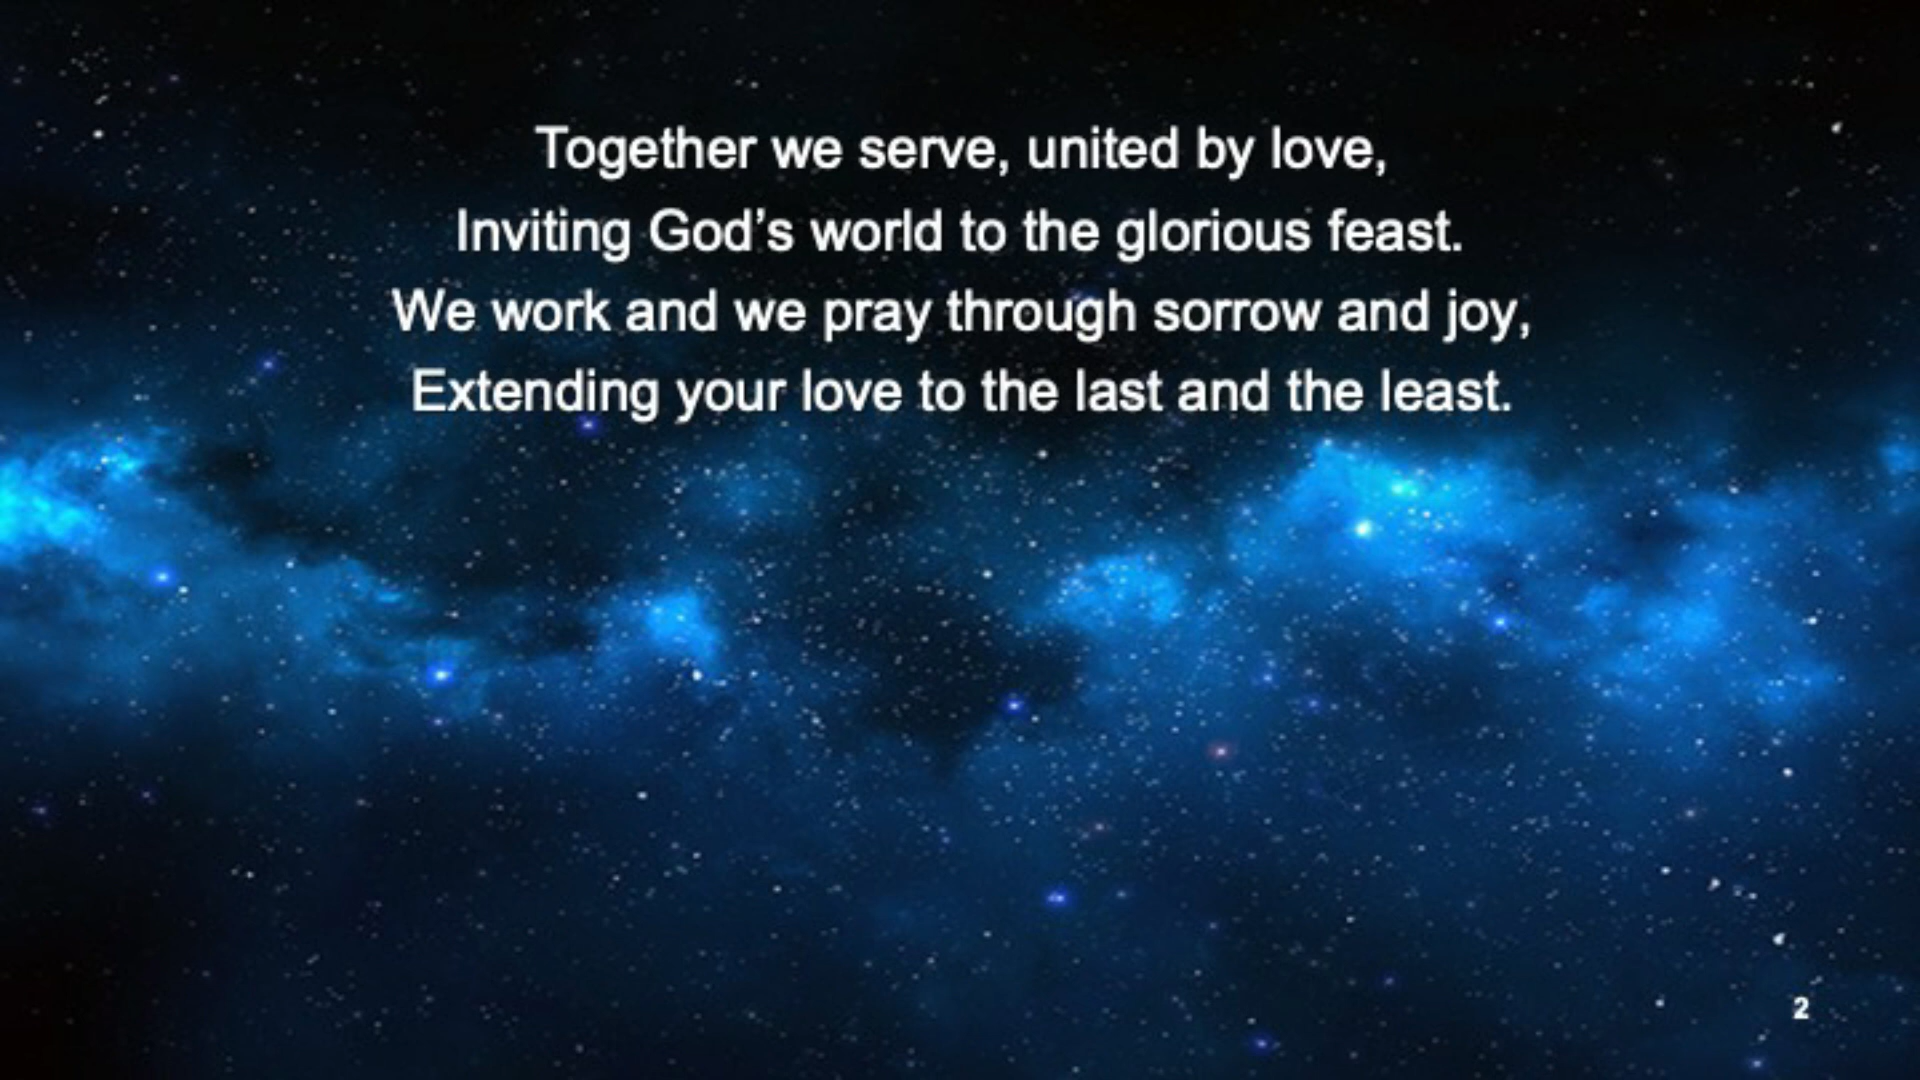 Together we serve, united by love,
Inviting God’s world to the glorious feast.
We work and we pray through sorrow and joy,
Extending your love to the last and the least.
2